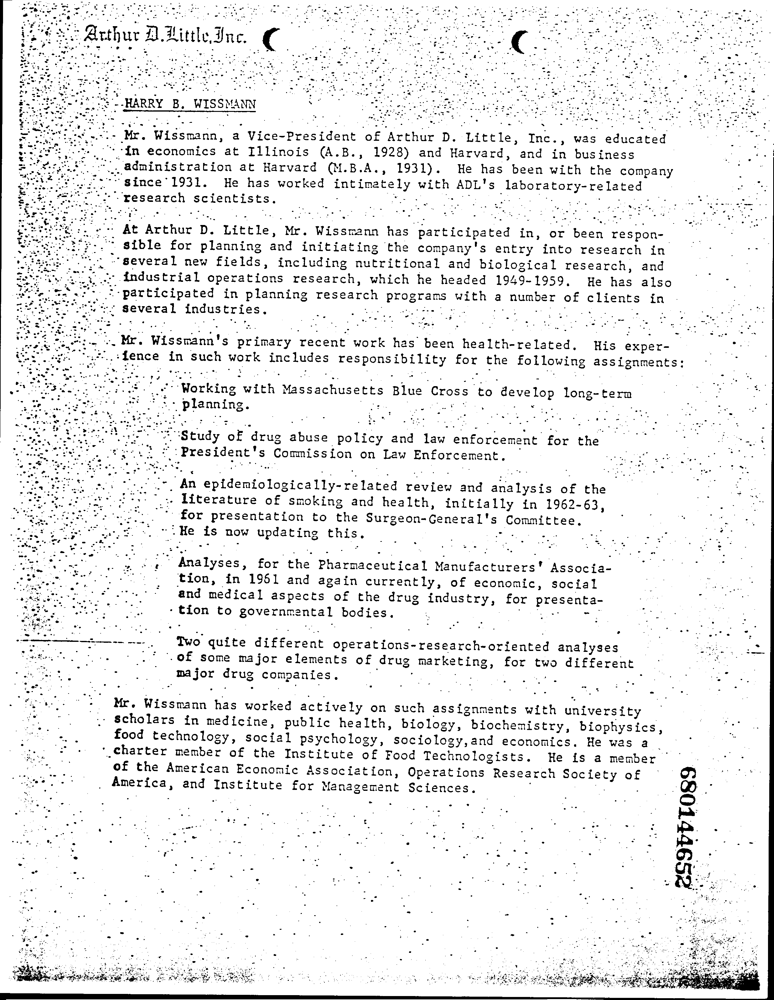 Arthur D. Little, Inc.
HARRY B. WISSMANN
Mr. Wissmann, a Vice-President of Arthur D. Little, Inc., was educated
in economics at Illinois (A.B., 1928) and Harvard, and in business
administration at Harvard (M.B.A., 1931). He has been with the company
since 1931. He has worked intimately with ADL's laboratory-related
research scientists.
At Arthur D. Little, Mr. Wissmann has participated in, or been respon-
sible for planning and initiating the company's entry into research in
several new fields, including nutritional and biological research, and
industrial operations research, which he headed 1949-1959. He has also
participated in planning research programs with a number of clients in
several industries.
Mr. Wissmann's primary recent work has been health-related. His exper-
ience in such work includes responsibility for the following assignments:
Working with Massachusetts Blue Cross to develop long-term
planning.
Study of drug abuse policy and law enforcement for the
President's Commission on Law Enforcement.
An epidemiologically-related review and analysis of the
literature of smoking and health, initially in 1962-63,
for presentation to the Surgeon-General's Committee.
He is now updating this.
Analyses, for the Pharmaceutical Manufacturers' Associa-
tion, in 1961 and again currently, of economic, social
and medical aspects of the drug industry, for presenta-
tion to governmental bodies.
Two quite different operations-research-oriented analyses
of some major elements of drug marketing, for two different
major drug companies.
Mr. Wissmann has worked actively on such assignments with university
scholars in medicine, public health, biology, biochemistry, biophysics,
food technology, social psychology, sociology, and economics. He was a
charter member of the Institute of Food Technologists. He is a member
of the American Economic Association, Operations Research Society of
America, and Institute for Management Sciences.
680144652